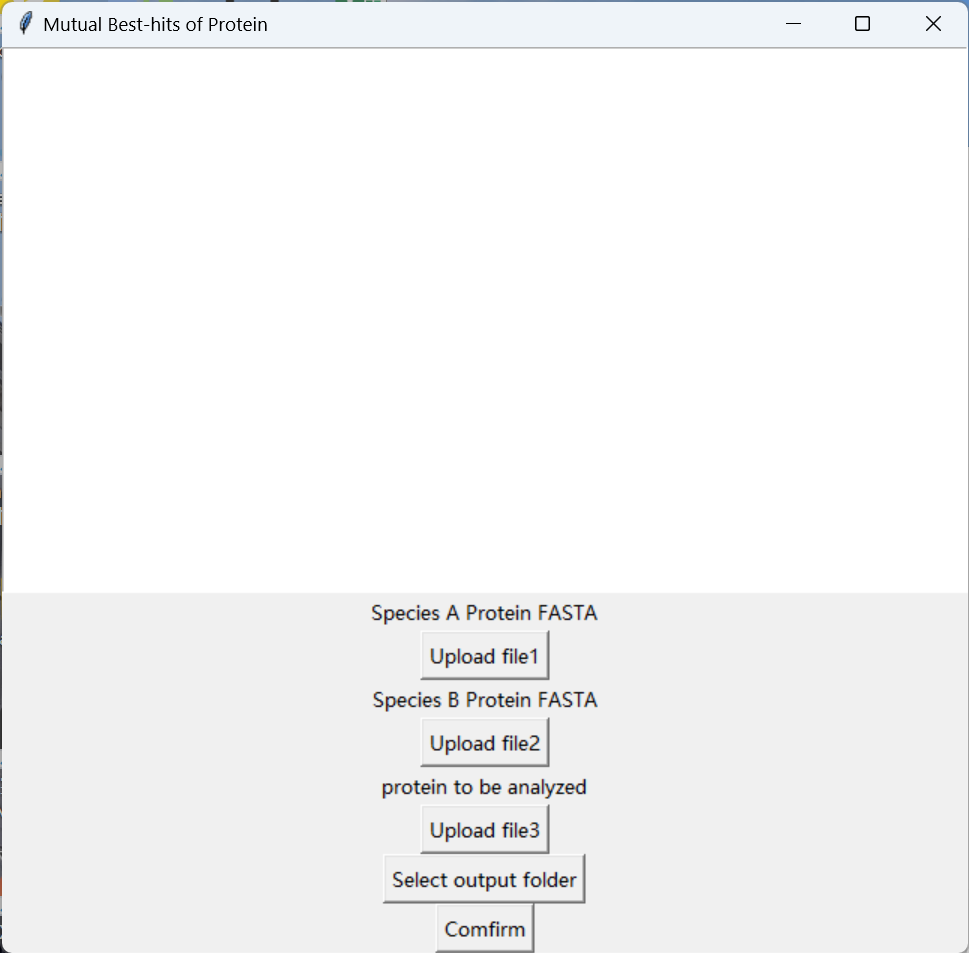 Mutual Best-hits of Protein
Species A Protein FASTA
Upload file1
Species B Protein FASTA
Upload file2
protein to be analyzed
Upload file3
Select output folder
Comfirm